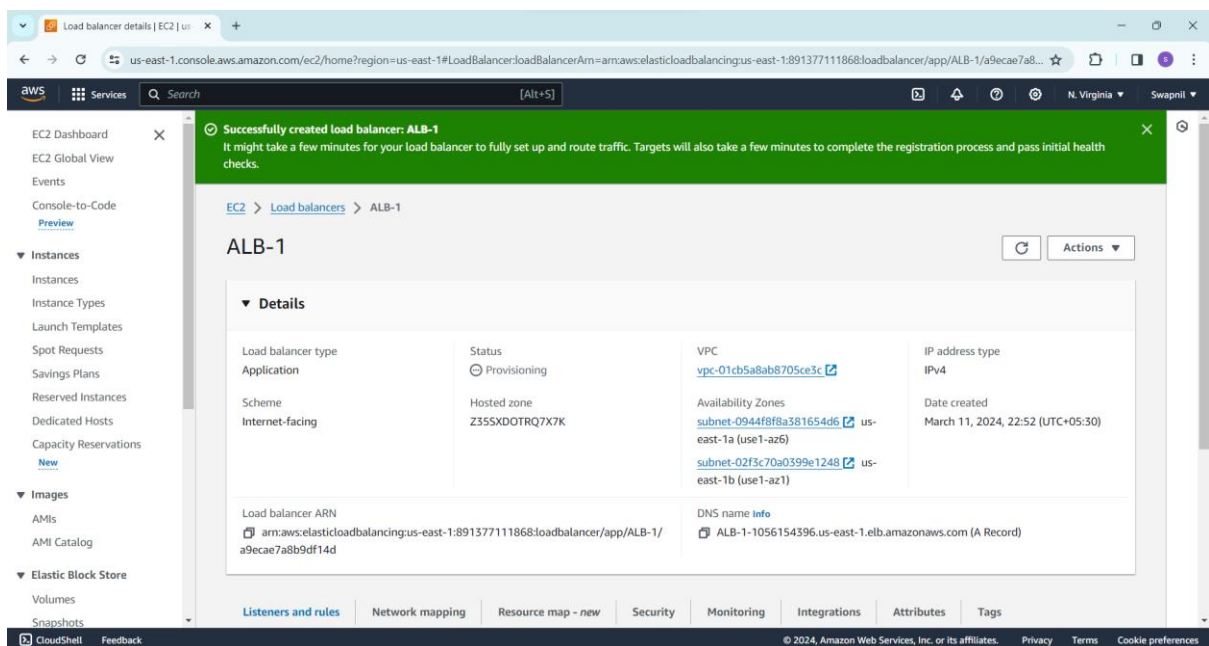 Load balancer details | EC2 | us-
us-east-1.console.aws.amazon.com/ec2/home?region=us-east-1#LoadBalancer:loadBalancerArn=arn:aws:elasticloadbalancing:us-east-1:891377111868:loadbalancer/app/ALB-1/a9ecae7a8...
aws
Services
Search
[Alt+S]
N. Virginia
Swapnil
EC2 Dashboard
EC2 Global View
Events
Console-to-Code
Preview
Instances
Instances
Instance Types
Launch Templates
Spot Requests
Savings Plans
Reserved Instances
Dedicated Hosts
Capacity Reservations
New
Images
AMIs
AMI Catalog
Elastic Block Store
Volumes
Snapshots
Successfully created load balancer: ALB-1
It might take a few minutes for your load balancer to fully set up and route traffic. Targets will also take a few minutes to complete the registration process and pass initial health
checks.
EC2 > Load balancers > ALB-1
ALB-1
Actions
Details
Load balancer type
Application
Status
Provisioning
VPC
vpc-01cb5a8ab8705ce3c
IP address type
IPv4
Scheme
Internet-facing
Hosted zone
Z35SXDOTRQ7X7K
Availability Zones
subnet-0944f8f8a381654d6 us-
east-1a (use1-az6)
subnet-02f3c70a0399e1248 us-
east-1b (use1-az1)
Date created
March 11, 2024, 22:52 (UTC+05:30)
Load balancer ARN
arn:aws:elasticloadbalancing:us-east-1:891377111868:loadbalancer/app/ALB-1/
a9ecae7a8b9df14d
DNS name Info
ALB-1-1056154396.us-east-1.elb.amazonaws.com (A Record)
Listeners and rules
Network mapping
Resource map - new
Security
Monitoring
Integrations
Attributes
Tags
CloudShell
Feedback
© 2024, Amazon Web Services, Inc. or its affiliates.
Privacy
Terms
Cookie preferences